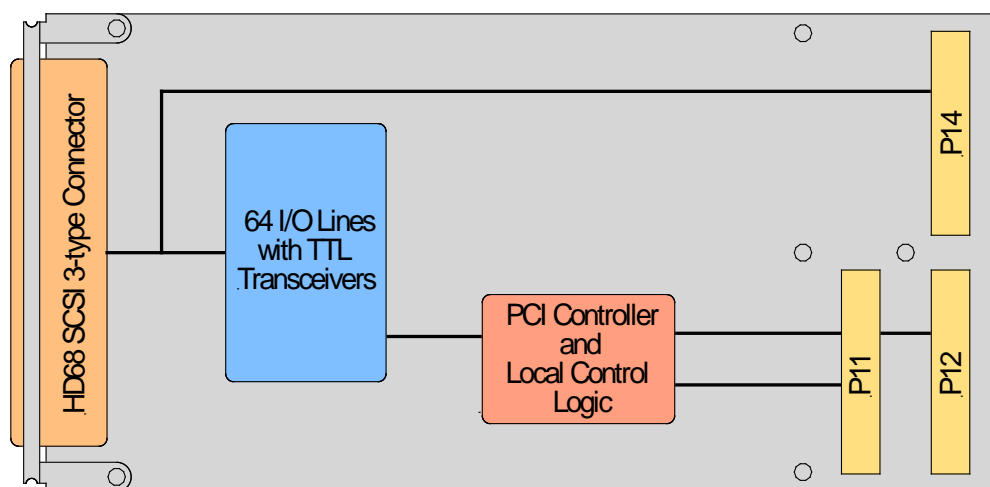 HD68 SCSI 3-type Connector
64 I/O Lines
with TTL
Transceivers
PCI Controller
and
Local Control
Logic
P14
P11
P12